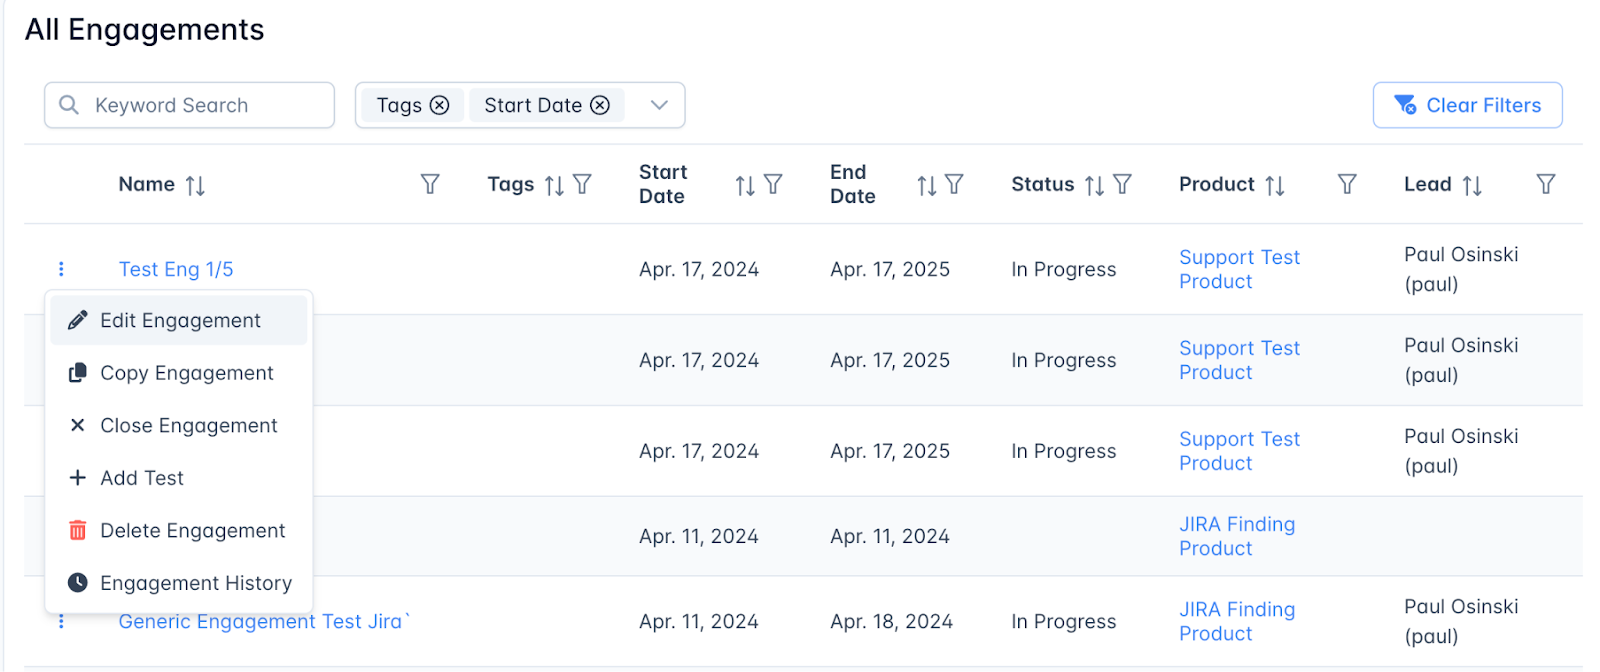 All Engagements
Keyword Search
Tags
Start Date
Clear Filters
Name
Tags
Start
Date
End
Date
Status
Product
Lead
Test Eng 1/5
Apr. 17, 2024
Apr. 17, 2025
In Progress
Support Test
Product
Paul Osinski
(paul)
Edit Engagement
Copy Engagement
Close Engagement
Add Test
Delete Engagement
Engagement History
Apr. 17, 2024
Apr. 17, 2025
In Progress
Support Test
Product
Paul Osinski
(paul)
Apr. 17, 2024
Apr. 17, 2025
In Progress
Support Test
Product
Paul Osinski
(paul)
Apr. 11, 2024
Apr. 11, 2024
JIRA Finding
Product
Generic Engagement Test Jira`
Apr. 11, 2024
Apr. 18, 2024
In Progress
JIRA Finding
Product
Paul Osinski
(paul)